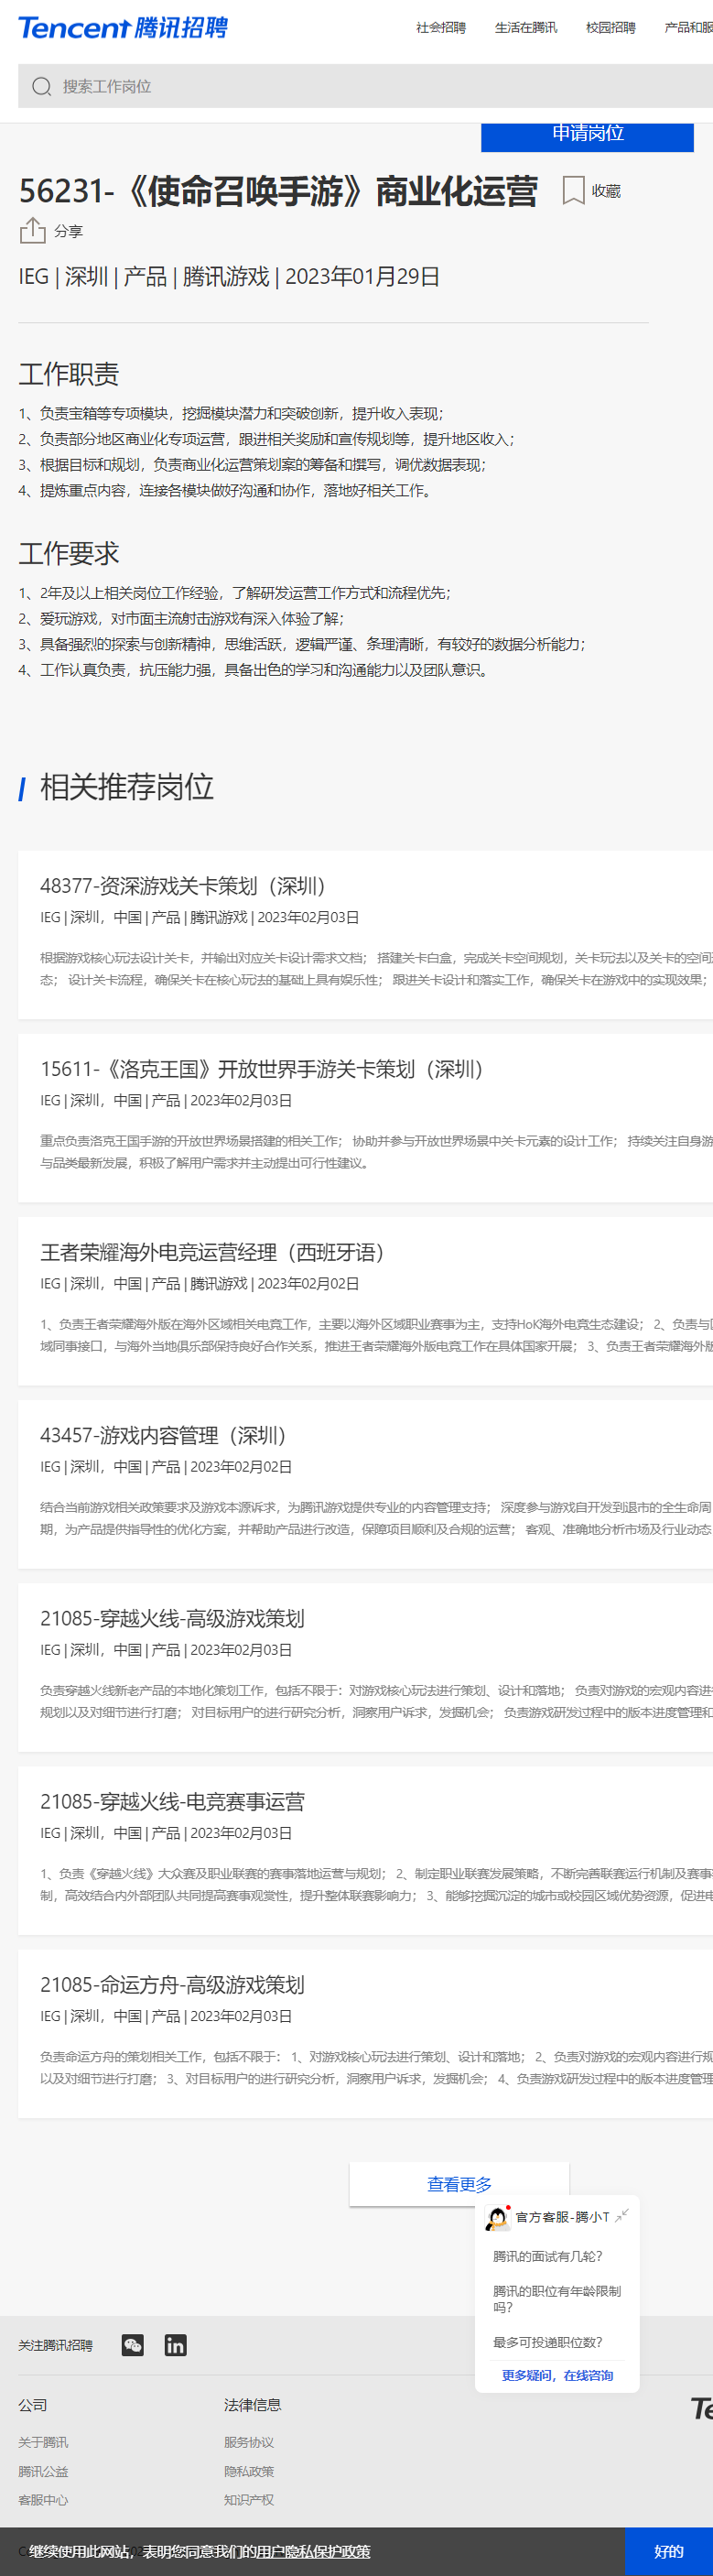 Tencent 腾讯招聘
社会招聘 生活在腾讯 校园招聘 产品和服
搜索工作岗位
申请岗位
56231-《使命召唤手游》商业化运营 收藏
分享
IEG | 深圳 | 产品 | 腾讯游戏 | 2023年01月29日
工作职责
1、负责宝箱等专项模块，挖掘模块潜力和突破创新，提升收入表现；
2、负责部分地区商业化专项运营，跟进相关奖励和宣传规划等，提升地区收入；
3、根据目标和规划，负责商业化运营策划案的筹备和撰写，调优数据表现；
4、提炼重点内容，连接各模块做好沟通和协作，落地好相关工作。
工作要求
1、2年及以上相关岗位工作经验，了解研发运营工作方式和流程优先；
2、爱玩游戏，对市面主流射击游戏有深入体验了解；
3、具备强烈的探索与创新精神，思维活跃，逻辑严谨、条理清晰，有较好的数据分析能力；
4、工作认真负责，抗压能力强，具备出色的学习和沟通能力以及团队意识。
相关推荐岗位
48377-资深游戏关卡策划（深圳）
IEG | 深圳，中国 | 产品 | 腾讯游戏 | 2023年02月03日
根据游戏核心玩法设计关卡，并输出对应关卡设计需求文档； 搭建关卡白盒，完成关卡空间规划，关卡玩法以及关卡的空间
态； 设计关卡流程，确保关卡在核心玩法的基础上具有娱乐性； 跟进关卡设计和落实工作，确保关卡在游戏中的实现效果；
15611-《洛克王国》开放世界手游关卡策划（深圳）
IEG | 深圳，中国 | 产品 | 2023年02月03日
重点负责洛克王国手游的开放世界场景搭建的相关工作； 协助并参与开放世界场景中关卡元素的设计工作； 持续关注自身游
与品类最新发展，积极了解用户需求并主动提出可行性建议。
王者荣耀海外电竞运营经理（西班牙语）
IEG | 深圳，中国 | 产品 | 腾讯游戏 | 2023年02月02日
1、负责王者荣耀海外版在海外区域相关电竞工作，主要以海外区域职业赛事为主，支持HoK海外电竞生态建设； 2、负责与
域同事接口，与海外当地俱乐部保持良好合作关系，推进王者荣耀海外版电竞工作在具体国家开展； 3、负责王者荣耀海外版
43457-游戏内容管理（深圳）
IEG | 深圳，中国 | 产品 | 2023年02月02日
结合当前游戏相关政策要求及游戏本源诉求，为腾讯游戏提供专业的内容管理支持； 深度参与游戏自开发到退市的全生命周
期，为产品提供指导性的优化方案，并帮助产品进行改造，保障项目顺利及合规的运营； 客观、准确地分析市场及行业动态
21085-穿越火线-高级游戏策划
IEG | 深圳，中国 | 产品 | 2023年02月03日
负责穿越火线新老产品的本地化策划工作，包括不限于：对游戏核心玩法进行策划、设计和落地； 负责对游戏的宏观内容进
规划以及对细节进行打磨； 对目标用户的进行研究分析，洞察用户诉求，发掘机会； 负责游戏研发过程中的版本进度管理和
21085-穿越火线-电竞赛事运营
IEG | 深圳，中国 | 产品 | 2023年02月03日
1、负责《穿越火线》大众赛及职业联赛的赛事落地运营与规划； 2、制定职业联赛发展策略，不断完善联赛运行机制及赛事
制，高效结合内外部团队共同提高赛事观赏性，提升整体联赛影响力； 3、能够挖掘沉淀的城市或校园区域优势资源，促进电
21085-命运方舟-高级游戏策划
IEG | 深圳，中国 | 产品 | 2023年02月03日
负责命运方舟的策划相关工作，包括不限于： 1、对游戏核心玩法进行策划、设计和落地； 2、负责对游戏的宏观内容进行规
以及对细节进行打磨； 3、对目标用户的进行研究分析，洞察用户诉求，发掘机会； 4、负责游戏研发过程中的版本进度管理
查看更多
官方客服-腾小T
腾讯的面试有几轮？
腾讯的职位有年龄限制
吗？
最多可投递职位数？
更多疑问，在线咨询
关注腾讯招聘
公司 法律信息
关于腾讯 服务协议
腾讯公益 隐私政策
客服中心 知识产权
继续使用此网站，表明您同意我们的用户隐私保护政策 好的